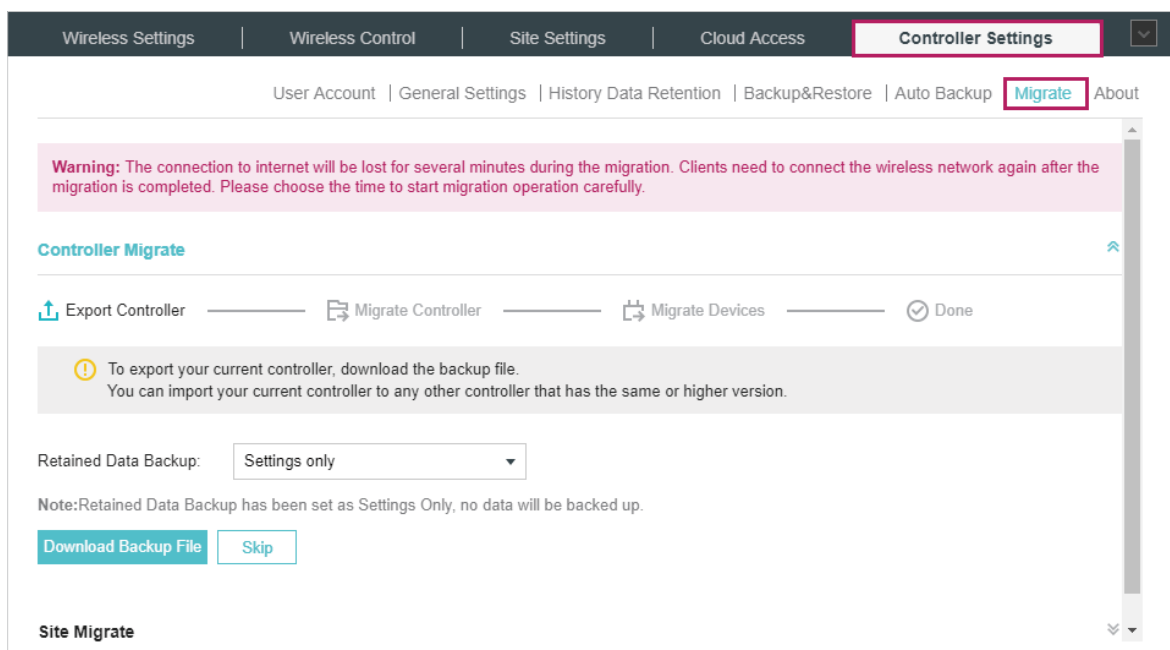 Wireless Settings | Wireless Control | Site Settings | Cloud Access Controller Settings
User Account | General Settings | History Data Retention | Backup&Restore | Auto Backup Migrate About
Warning: The connection to internet will be lost for several minutes during the migration. Clients need to connect the wireless network again after the
migration is completed. Please choose the time to start migration operation carefully.
Controller Migrate
Export Controller Migrate Controller Migrate Devices Done
To export your current controller, download the backup file.
You can import your current controller to any other controller that has the same or higher version.
Retained Data Backup: Settings only
Note:Retained Data Backup has been set as Settings Only, no data will be backed up.
Download Backup File Skip
Site Migrate